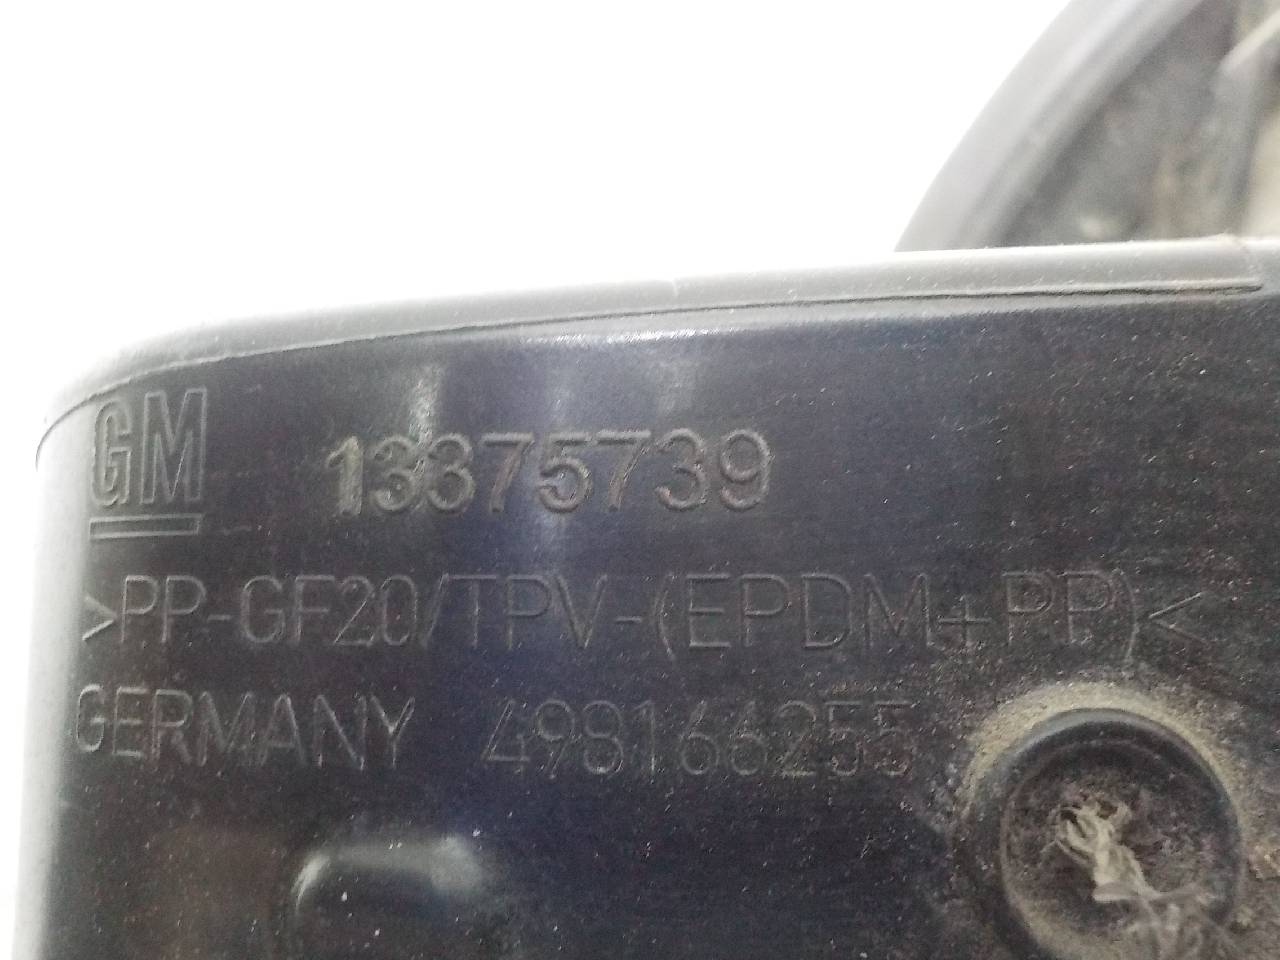 GM 13375739
>PP-GF20/TPV-(EPDM+PP)<
GERMANY 498166255